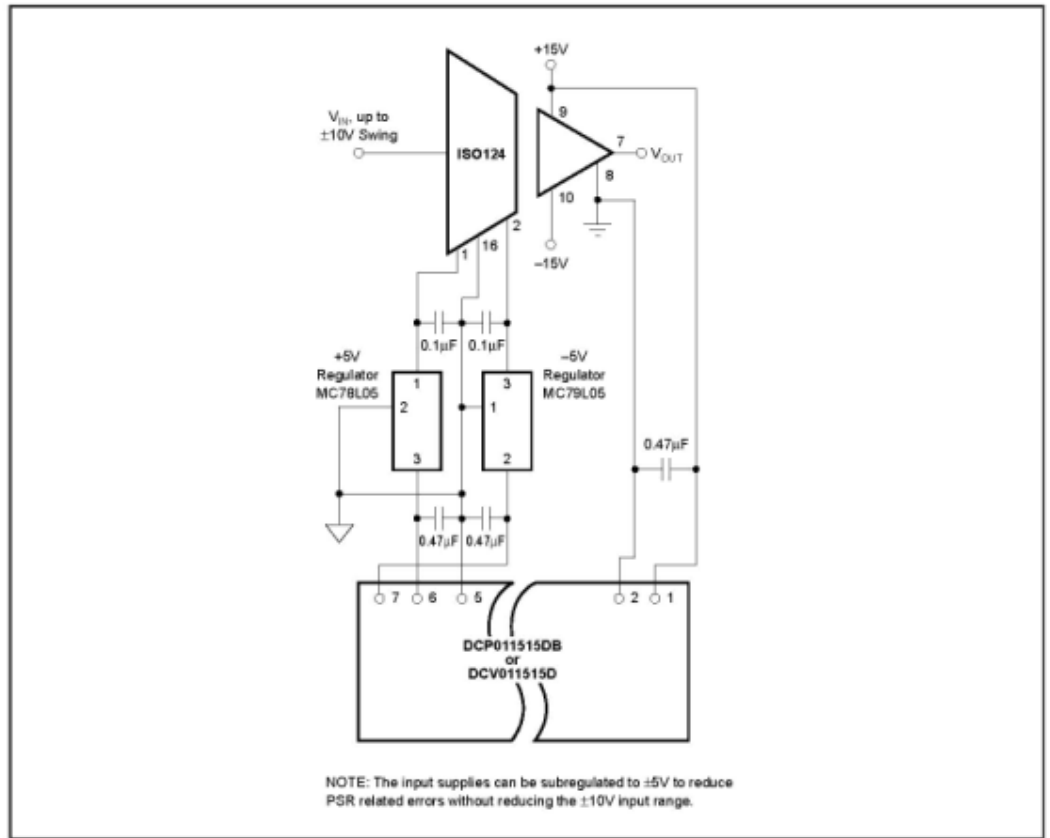 +15V
9
V_IN, up to
±10V Swing
ISO124
7
V_OUT
8
10
2
16
1
–15V
0.1µF
0.1µF
+5V
Regulator
MC78L05
–5V
Regulator
MC79L05
1
3
2
1
3
2
0.47µF
0.47µF
0.47µF
7
6
5
2
1
DCP011515DB
or
DCV011515D
NOTE: The input supplies can be subregulated to ±5V to reduce
PSR related errors without reducing the ±10V input range.